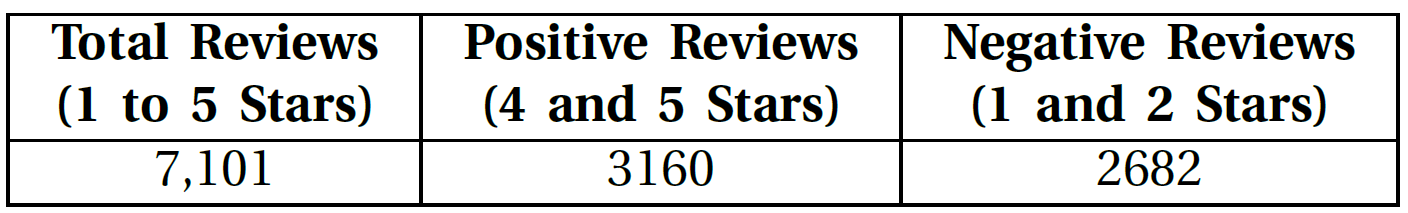 Total Reviews Positive Reviews Negative Reviews
(1 to 5 Stars) (4 and 5 Stars) (1 and 2 Stars)
7,101 3160 2682